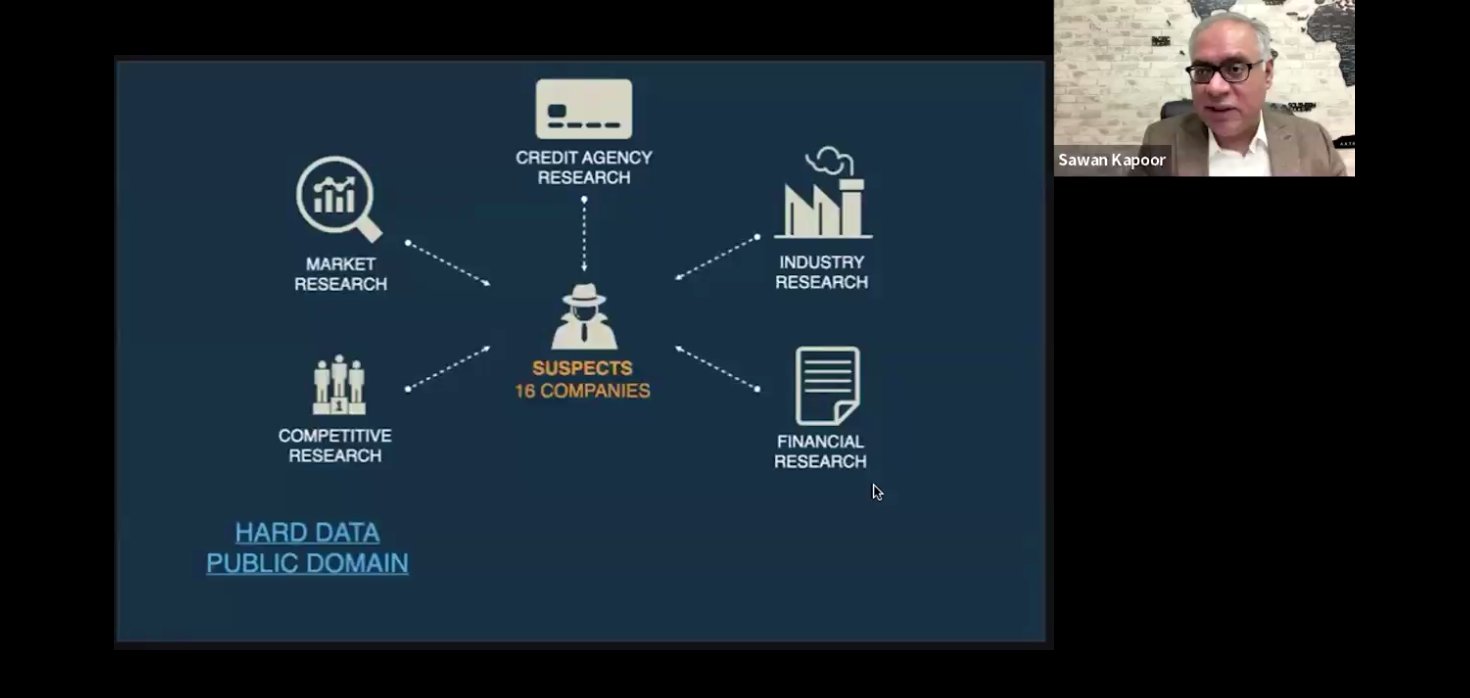 CREDIT AGENCY
RESEARCH
MARKET
RESEARCH
INDUSTRY
RESEARCH
SUSPECTS
16 COMPANIES
1
COMPETITIVE
RESEARCH
FINANCIAL
RESEARCH
HARD DATA
PUBLIC DOMAIN
Sawan Kapoor